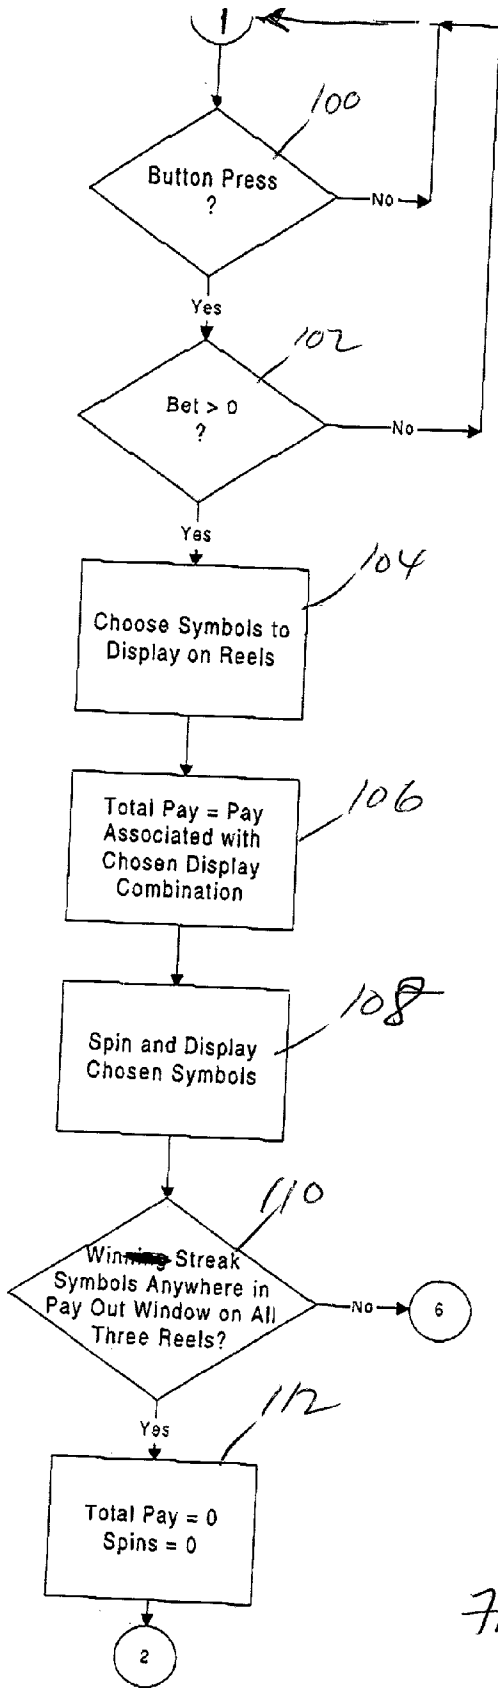 1
100
Button Press
?
No
Yes
102
Bet > 0
?
No
Yes
104
Choose Symbols to
Display on Reels
106
Total Pay = Pay
Associated with
Chosen Display
Combination
108
Spin and Display
Chosen Symbols
110
Win Streak
Symbols Anywhere in
Pay Out Window on All
Three Reels?
No
6
Yes
112
Total Pay = 0
Spins = 0
2